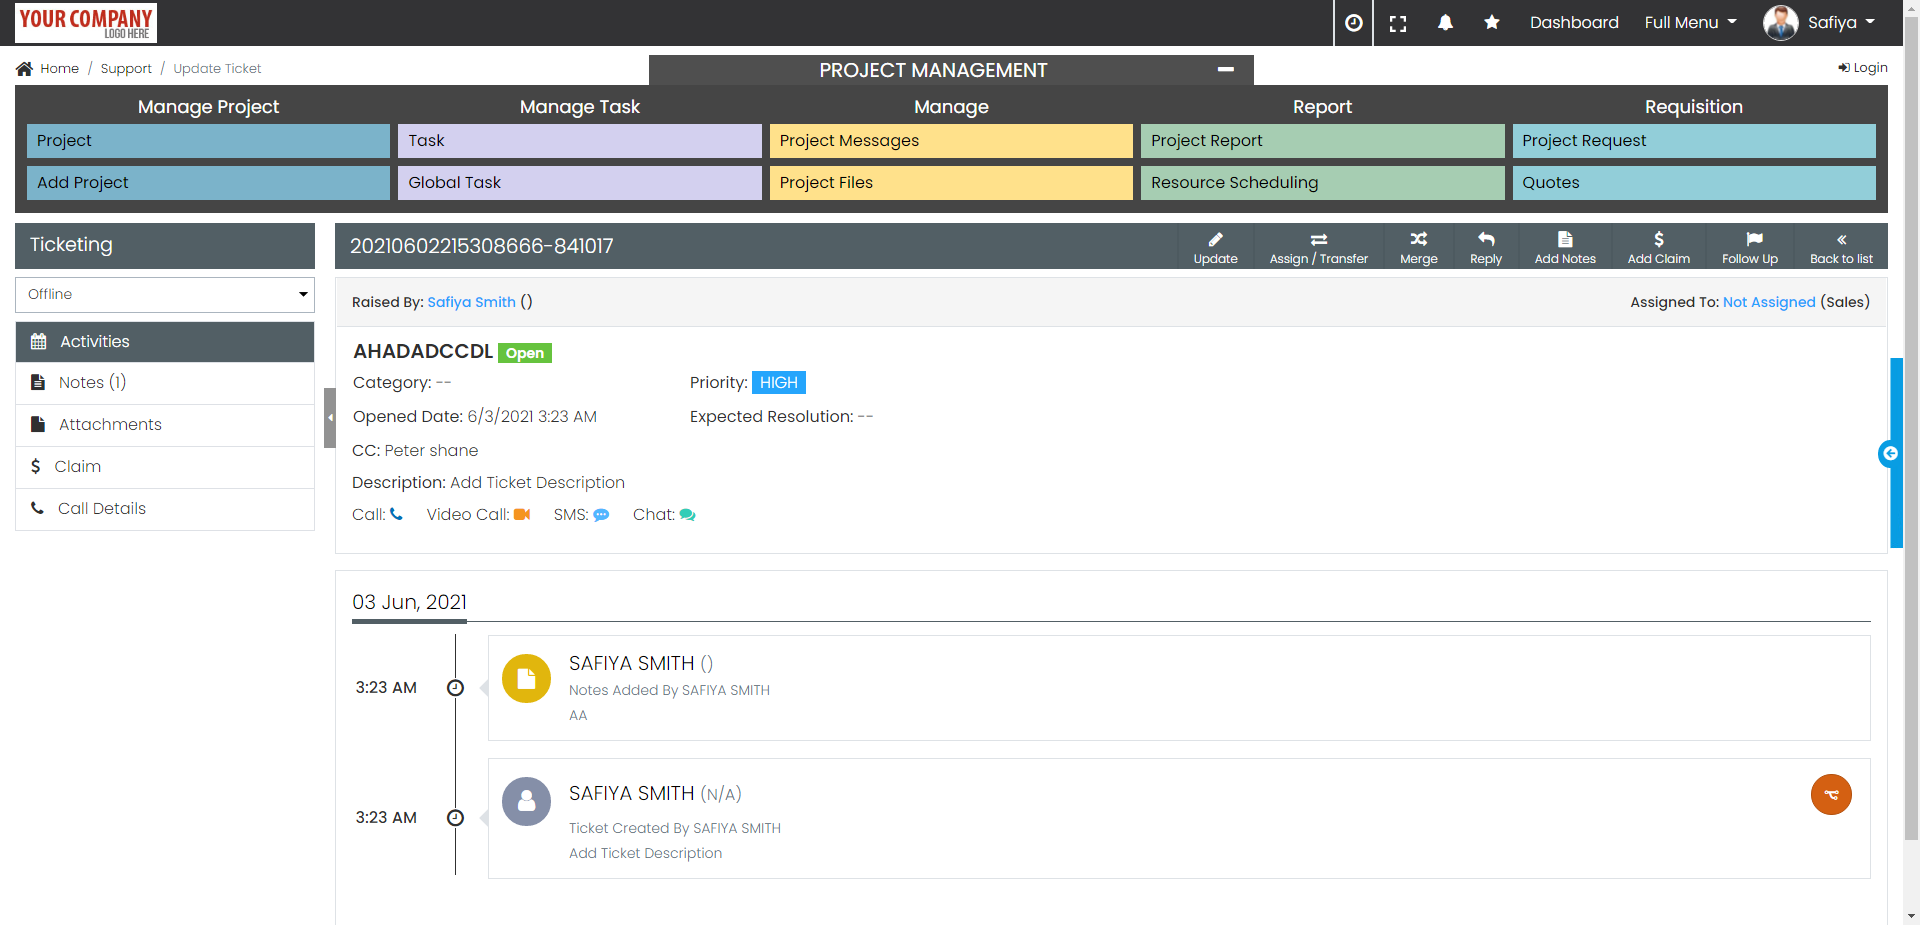 YOUR COMPANY
LOGO HERE
Dashboard
Full Menu
Safiya
Home / Support / Update Ticket
PROJECT MANAGEMENT
Login
Manage Project
Manage Task
Manage
Report
Requisition
Project
Task
Project Messages
Project Report
Project Request
Add Project
Global Task
Project Files
Resource Scheduling
Quotes
Ticketing
20210602215308666-841017
Update
Assign / Transfer
Merge
Reply
Add Notes
Add Claim
Follow Up
Back to list
Offline
Activities
Notes (1)
Attachments
Claim
Call Details
Raised By: Safiya Smith ()
Assigned To: Not Assigned (Sales)
AHADADCCDL Open
Category: --
Priority: HIGH
Opened Date: 6/3/2021 3:23 AM
Expected Resolution: --
CC: Peter shane
Description: Add Ticket Description
Call:
Video Call:
SMS:
Chat:
03 Jun, 2021
3:23 AM
SAFIYA SMITH ()
Notes Added By SAFIYA SMITH
AA
3:23 AM
SAFIYA SMITH (N/A)
Ticket Created By SAFIYA SMITH
Add Ticket Description